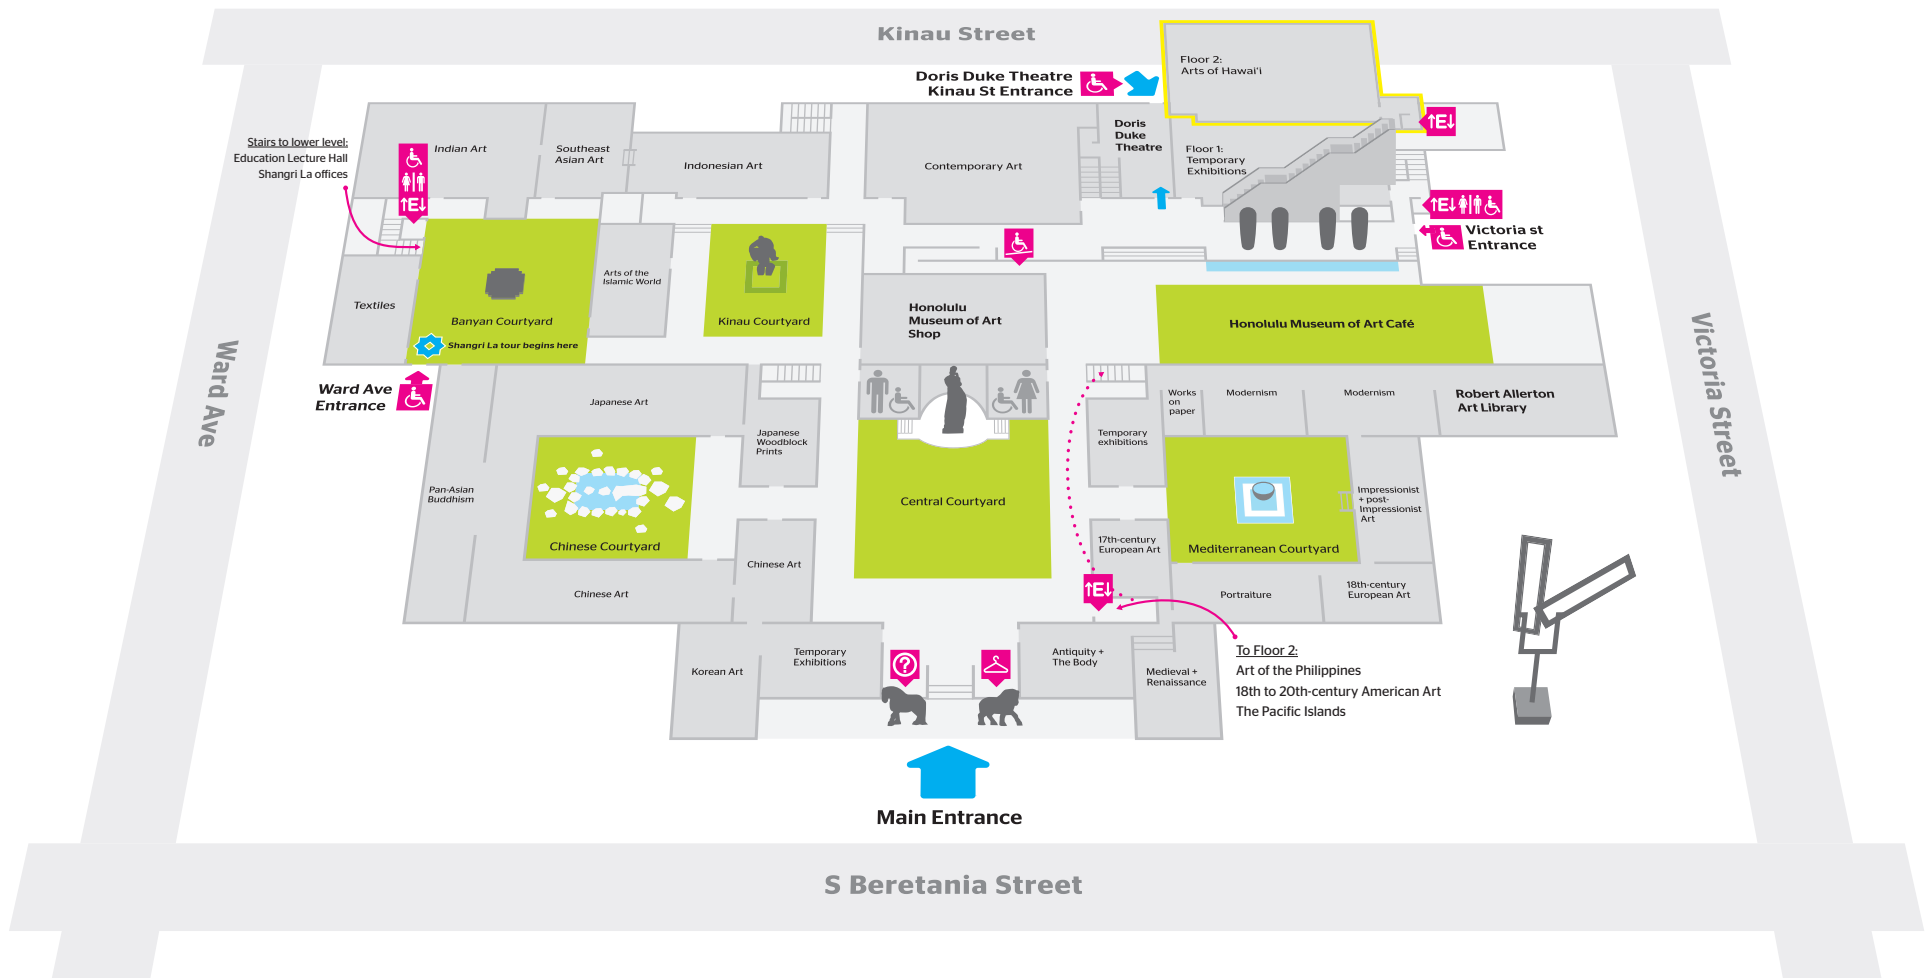 Kinau Street
Floor 2:
Arts of Hawai'i
Doris Duke Theatre
Kinau St Entrance
Stairs to lower level:
Education Lecture Hall
Shangri La offices
Indian Art
Southeast
Asian Art
Indonesian Art
Contemporary Art
Doris
Duke
Theatre
Floor 1:
Temporary
Exhibitions
↑E↓
↑E↓
↑E↓
Victoria st
Entrance
Textiles
Banyan Courtyard
Shangri La tour begins here
Arts of the
Islamic World
Kinau Courtyard
Honolulu
Museum of Art
Shop
Honolulu Museum of Art Café
Ward Ave
Victoria Street
Ward Ave
Entrance
Japanese Art
Japanese
Woodblock
Prints
Works
on
paper
Modernism
Modernism
Robert Allerton
Art Library
Temporary
exhibitions
Pan-Asian
Buddhism
Central Courtyard
Impressionist
+ post-
Impressionist
Art
Chinese Courtyard
17th-century
European Art
Mediterranean Courtyard
Chinese Art
Chinese Art
↑E↓
Portraiture
18th-century
European Art
Korean Art
Temporary
Exhibitions
?
Antiquity +
The Body
Medieval +
Renaissance
To Floor 2:
Art of the Philippines
18th to 20th-century American Art
The Pacific Islands
Main Entrance
S Beretania Street